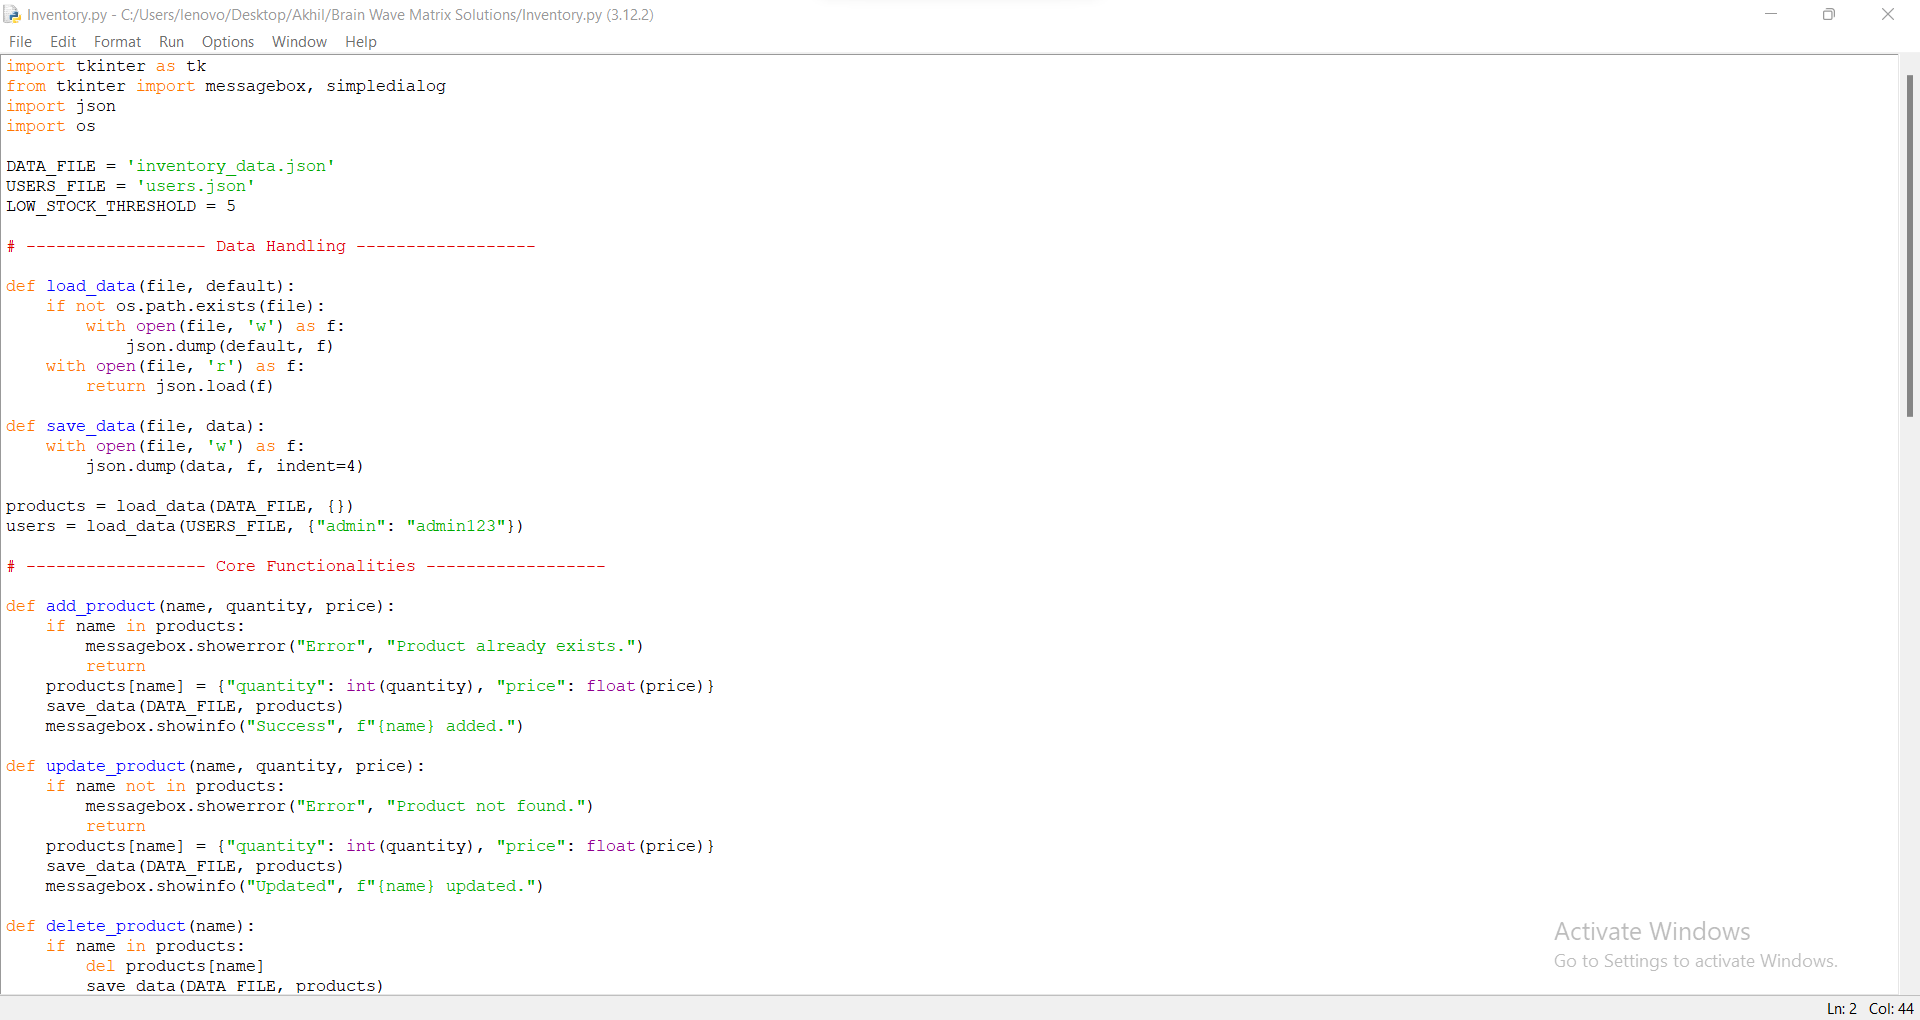 Inventory.py - C:/Users/lenovo/Desktop/Akhil/Brain Wave Matrix Solutions/Inventory.py (3.12.2)
File Edit Format Run Options Window Help
import tkinter as tk
from tkinter import messagebox, simpledialog
import json
import os

DATA_FILE = 'inventory_data.json'
USERS_FILE = 'users.json'
LOW_STOCK_THRESHOLD = 5

# ------------------ Data Handling ------------------

def load_data(file, default):
    if not os.path.exists(file):
        with open(file, 'w') as f:
            json.dump(default, f)
    with open(file, 'r') as f:
        return json.load(f)

def save_data(file, data):
    with open(file, 'w') as f:
        json.dump(data, f, indent=4)

products = load_data(DATA_FILE, {})
users = load_data(USERS_FILE, {"admin": "admin123"})

# ------------------ Core Functionalities ------------------

def add_product(name, quantity, price):
    if name in products:
        messagebox.showerror("Error", "Product already exists.")
        return
    products[name] = {"quantity": int(quantity), "price": float(price)}
    save_data(DATA_FILE, products)
    messagebox.showinfo("Success", f"{name} added.")

def update_product(name, quantity, price):
    if name not in products:
        messagebox.showerror("Error", "Product not found.")
        return
    products[name] = {"quantity": int(quantity), "price": float(price)}
    save_data(DATA_FILE, products)
    messagebox.showinfo("Updated", f"{name} updated.")

def delete_product(name):
    if name in products:
        del products[name]
        save_data(DATA_FILE, products)
Activate Windows
Go to Settings to activate Windows.
Ln: 2 Col: 44